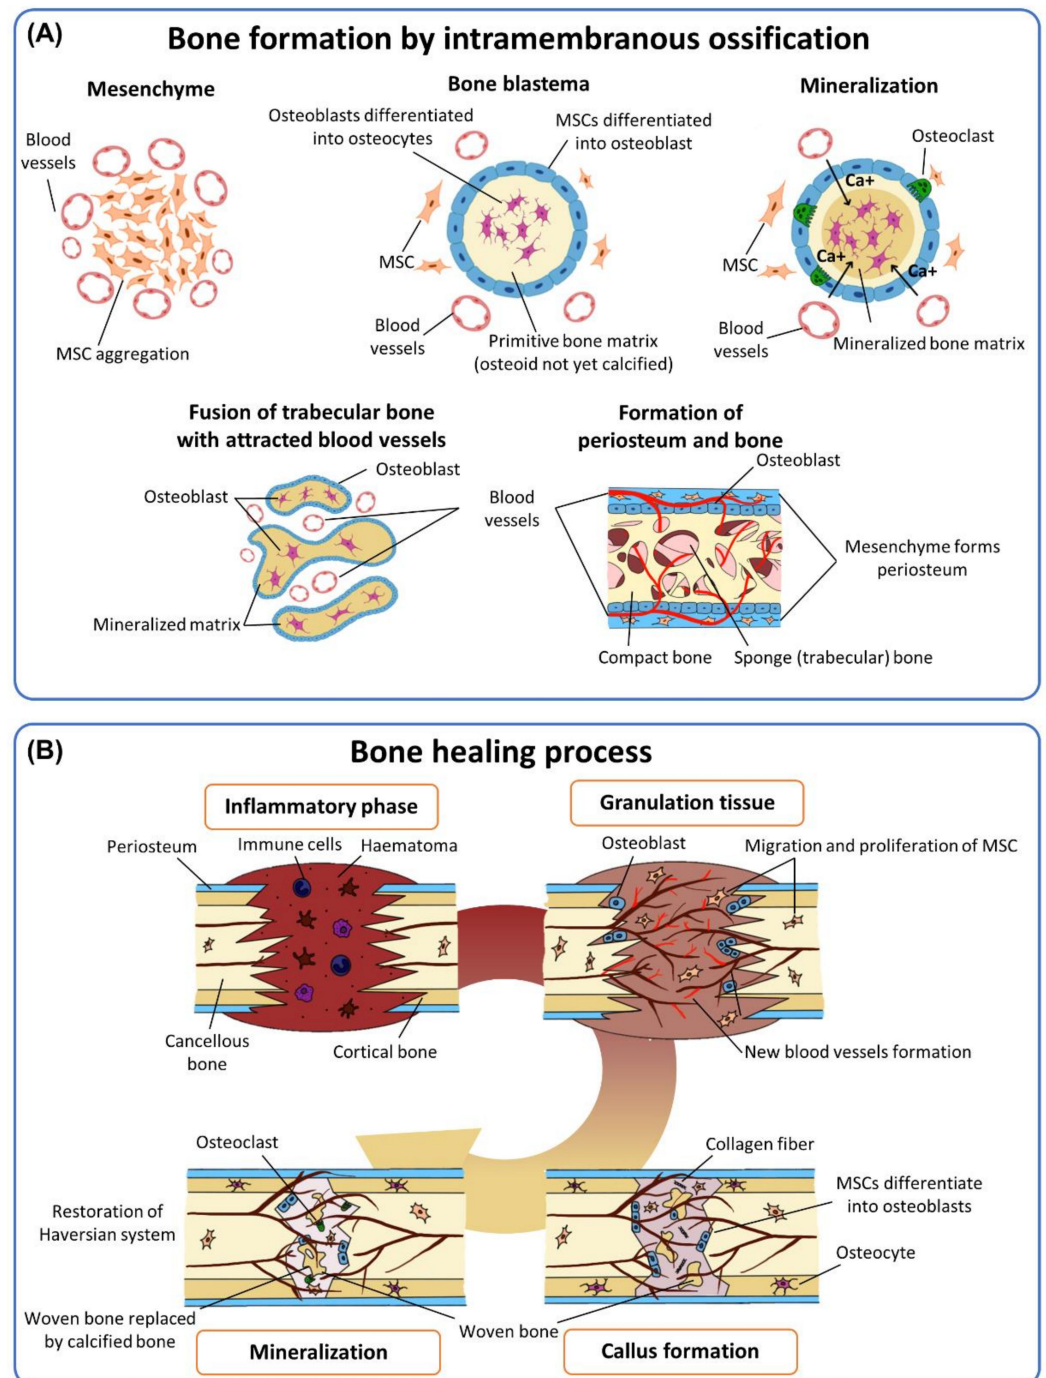 (A)
Bone formation by intramembranous ossification
Mesenchyme
Blood
vessels
MSC aggregation
Bone blastema
Osteoblasts differentiated
into osteocytes
MSCs differentiated
into osteoblast
MSC
Blood
vessels
Primitive bone matrix
(osteoid not yet calcified)
Mineralization
Osteoclast
Ca+
MSC
Ca+
Ca+
Blood
vessels
Mineralized bone matrix
Fusion of trabecular bone
with attracted blood vessels
Osteoblast
Osteoblast
Mineralized matrix
Blood
vessels
Formation of
periosteum and bone
Osteoblast
Mesenchyme forms
periosteum
Compact bone
Sponge (trabecular) bone
(B)
Bone healing process
Inflammatory phase
Periosteum
Immune cells
Haematoma
Cancellous
bone
Cortical bone
Granulation tissue
Osteoblast
Migration and proliferation of MSC
New blood vessels formation
Osteoclast
Restoration of
Haversian system
Woven bone replaced
by calcified bone
Mineralization
Woven bone
Collagen fiber
MSCs differentiate
into osteoblasts
Osteocyte
Callus formation